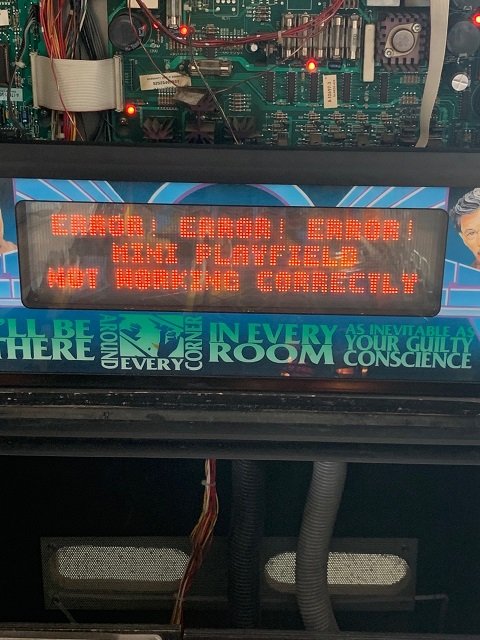 ERROR! ERROR! ERROR!
MINI PLAYFIELD
NOT WORKING CORRECTLY
'LL BE
THERE
AROUND
EVERY
CORNER
IN EVERY
ROOM
AS INEVITABLE AS
YOUR GUILTY
CONSCIENCE